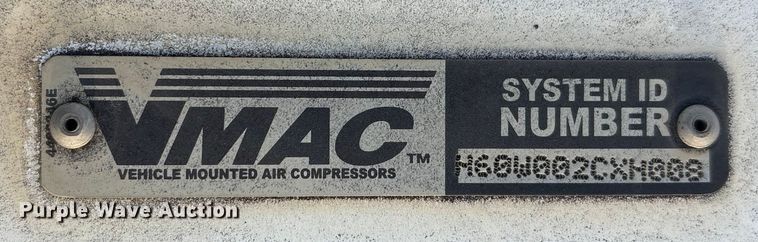 VMAC™
VEHICLE MOUNTED AIR COMPRESSORS
SYSTEM ID
NUMBER
H60W002CXH008
Purple Wave Auction